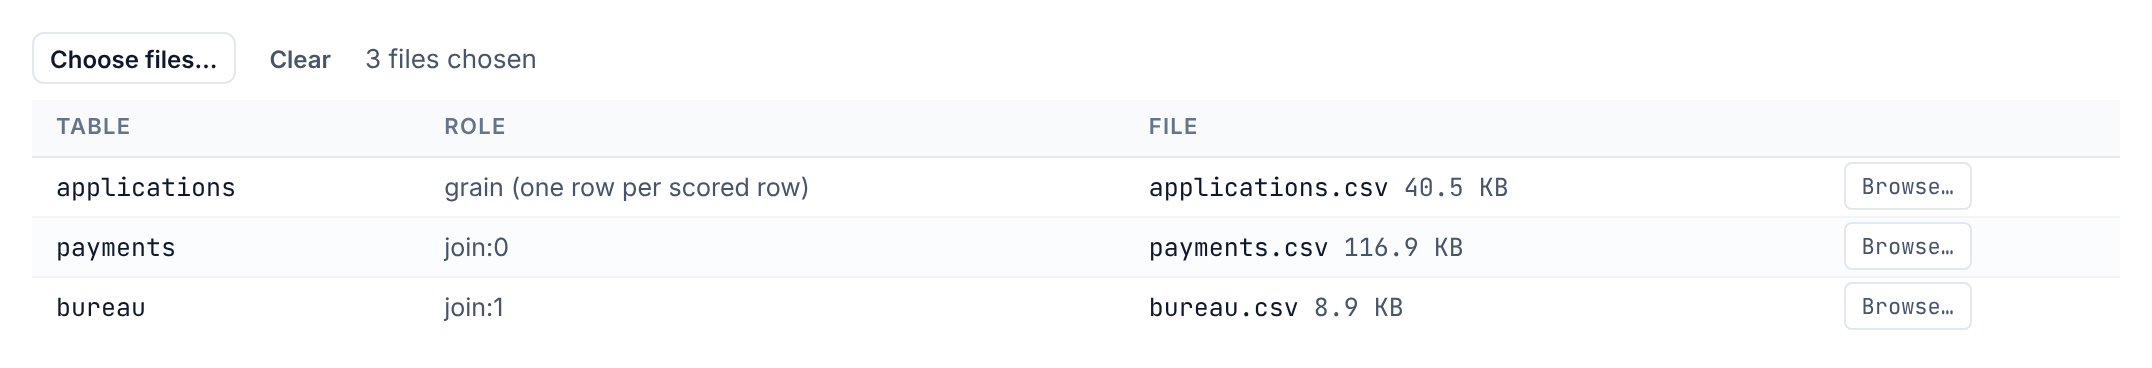 Choose files... Clear 3 files chosen
TABLE ROLE FILE
applications grain (one row per scored row) applications.csv 40.5 KB Browse…
payments join:0 payments.csv 116.9 KB Browse…
bureau join:1 bureau.csv 8.9 KB Browse…